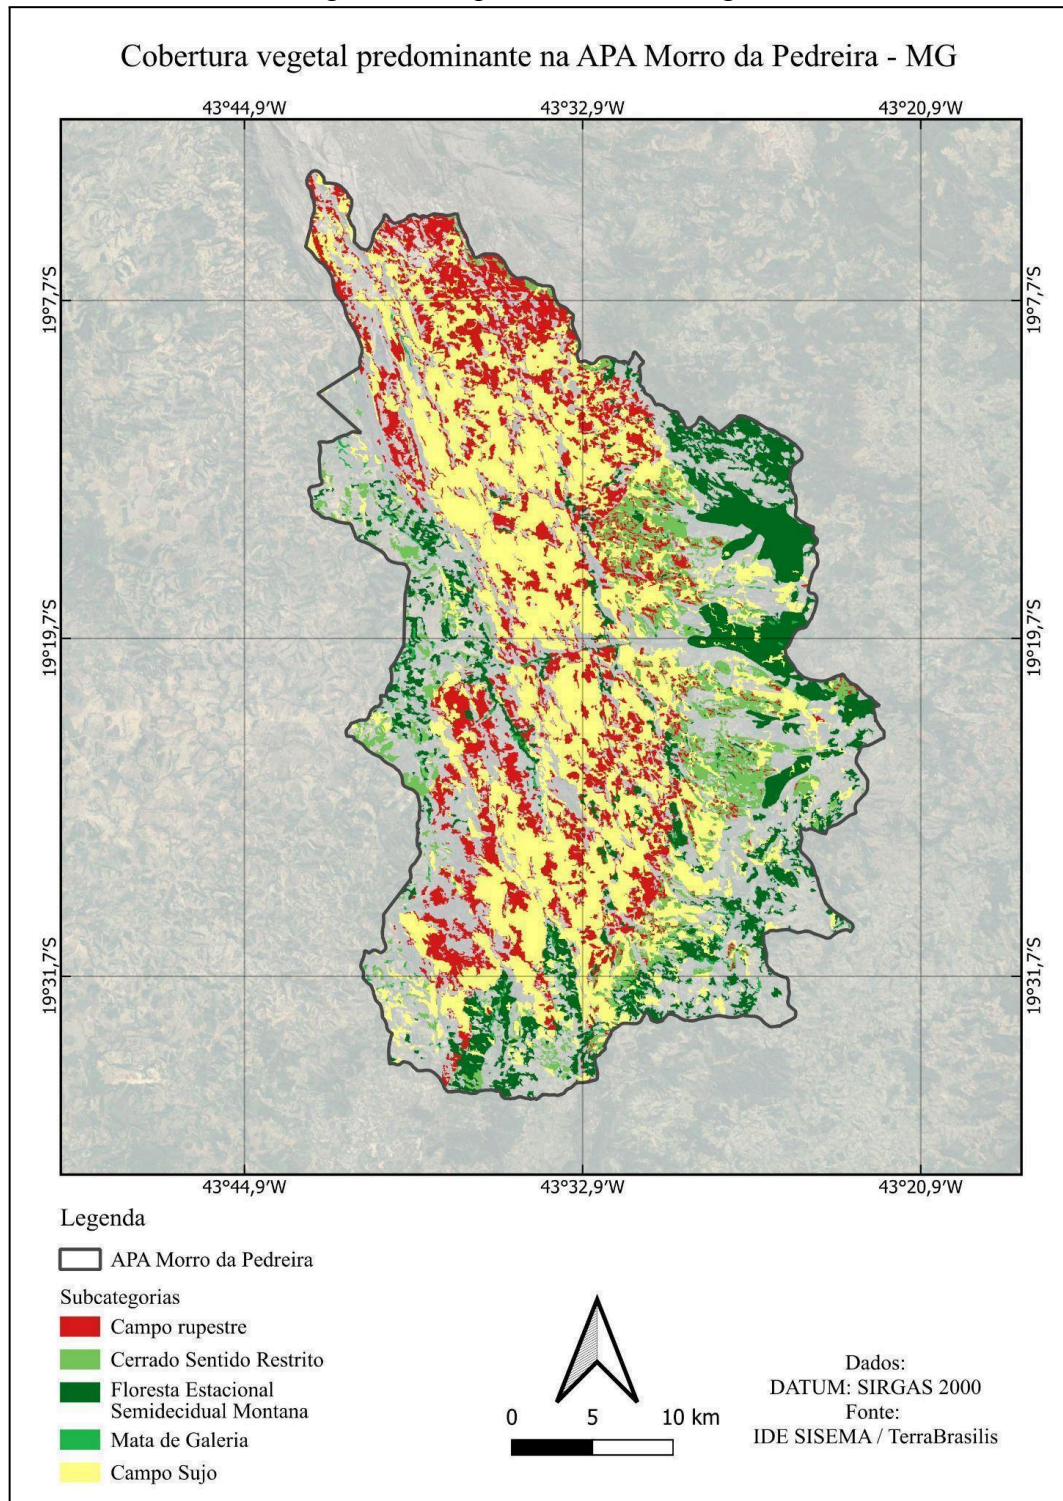 Cobertura vegetal predominante na APA Morro da Pedreira - MG
43°44,9'W 43°32,9'W 43°20,9'W
19°7,7'S 19°7,7'S
19°19,7'S 19°19,7'S
19°31,7'S 19°31,7'S
43°44,9'W 43°32,9'W 43°20,9'W
Legenda
APA Morro da Pedreira
Subcategorias
Campo rupestre
Cerrado Sentido Restrito
Floresta Estacional
Semidecidual Montana
Mata de Galeria
Campo Sujo
0 5 10 km
Dados:
DATUM: SIRGAS 2000
Fonte:
IDE SISEMA / TerraBrasilis